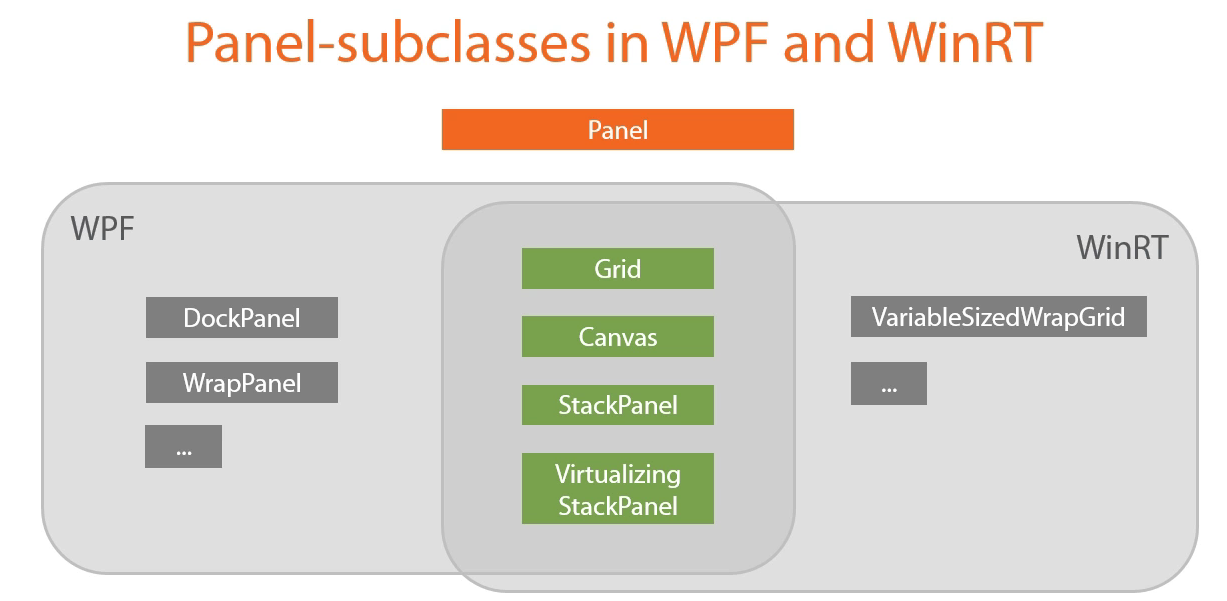 Panel-subclasses in WPF and WinRT
Panel
WPF
DockPanel
WrapPanel
...
Grid
Canvas
StackPanel
Virtualizing
StackPanel
WinRT
VariableSizedWrapGrid
...